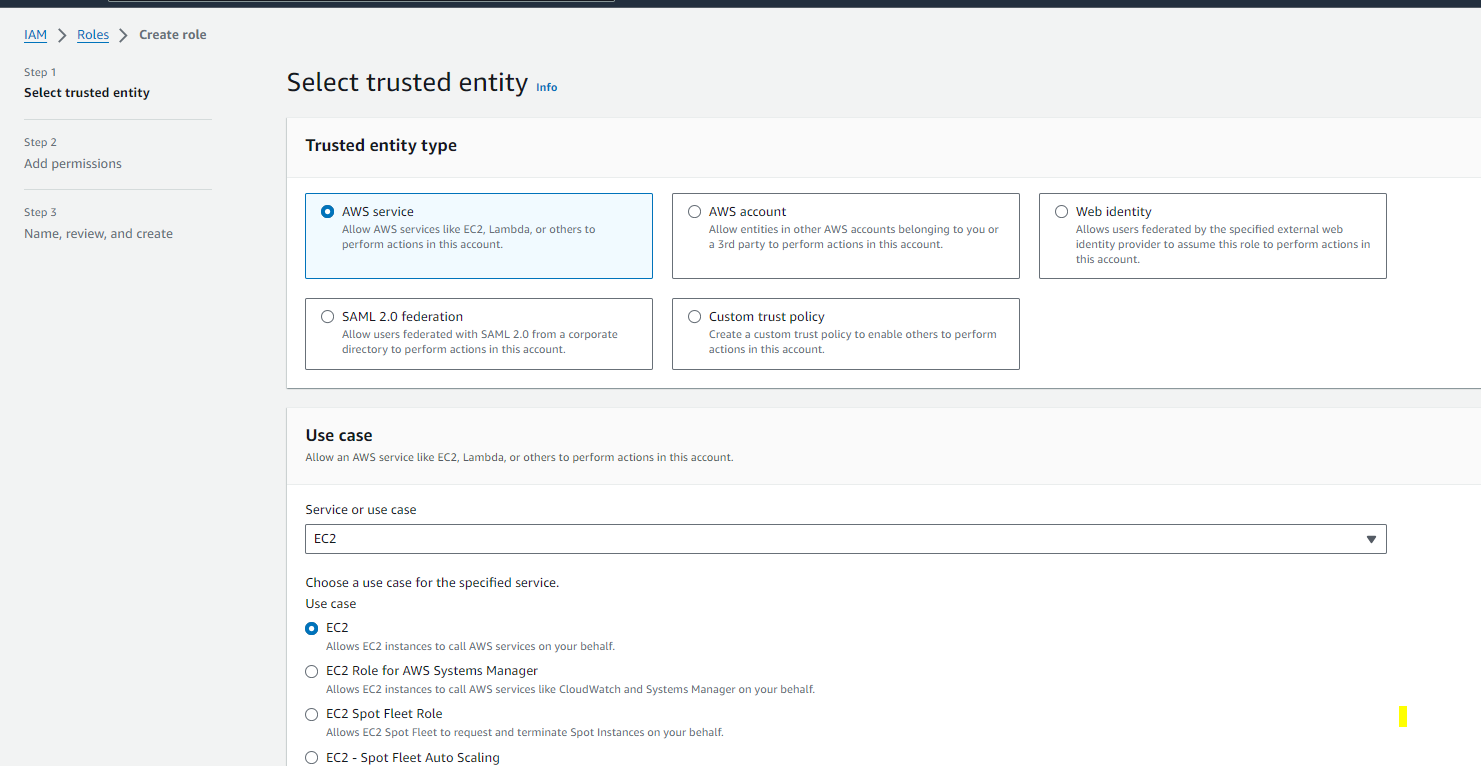 IAM > Roles > Create role
Step 1
Select trusted entity
Step 2
Add permissions
Step 3
Name, review, and create
Select trusted entity Info
Trusted entity type
AWS service
Allow AWS services like EC2, Lambda, or others to
perform actions in this account.
AWS account
Allow entities in other AWS accounts belonging to you or
a 3rd party to perform actions in this account.
Web identity
Allows users federated by the specified external web
identity provider to assume this role to perform actions in
this account.
SAML 2.0 federation
Allow users federated with SAML 2.0 from a corporate
directory to perform actions in this account.
Custom trust policy
Create a custom trust policy to enable others to perform
actions in this account.
Use case
Allow an AWS service like EC2, Lambda, or others to perform actions in this account.
Service or use case
EC2
Choose a use case for the specified service.
Use case
EC2
Allows EC2 instances to call AWS services on your behalf.
EC2 Role for AWS Systems Manager
Allows EC2 instances to call AWS services like CloudWatch and Systems Manager on your behalf.
EC2 Spot Fleet Role
Allows EC2 Spot Fleet to request and terminate Spot Instances on your behalf.
EC2 - Spot Fleet Auto Scaling